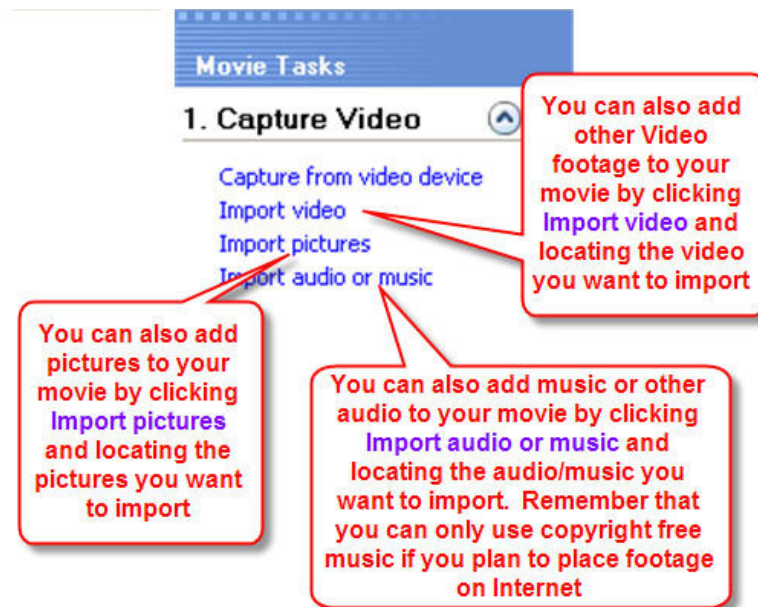 Movie Tasks
1. Capture Video
Capture from video device
Import video
Import pictures
Import audio or music
You can also add
other Video
footage to your
movie by clicking
Import video and
locating the video
you want to import
You can also add
pictures to your
movie by clicking
Import pictures
and locating the
pictures you want
to import
You can also add music or other
audio to your movie by clicking
Import audio or music and
locating the audio/music you
want to import. Remember that
you can only use copyright free
music if you plan to place footage
on Internet